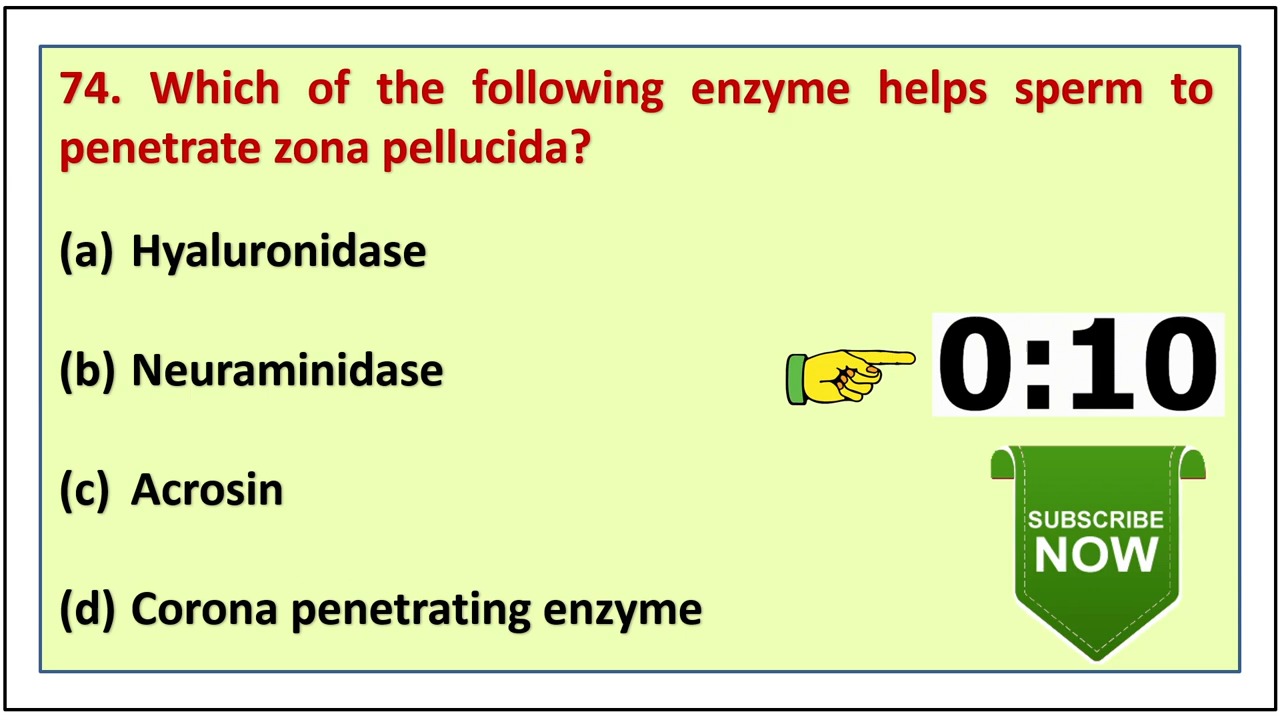 74. Which of the following enzyme helps sperm to
penetrate zona pellucida?
(a) Hyaluronidase
(b) Neuraminidase
0:10
(c) Acrosin
SUBSCRIBE
NOW
(d) Corona penetrating enzyme